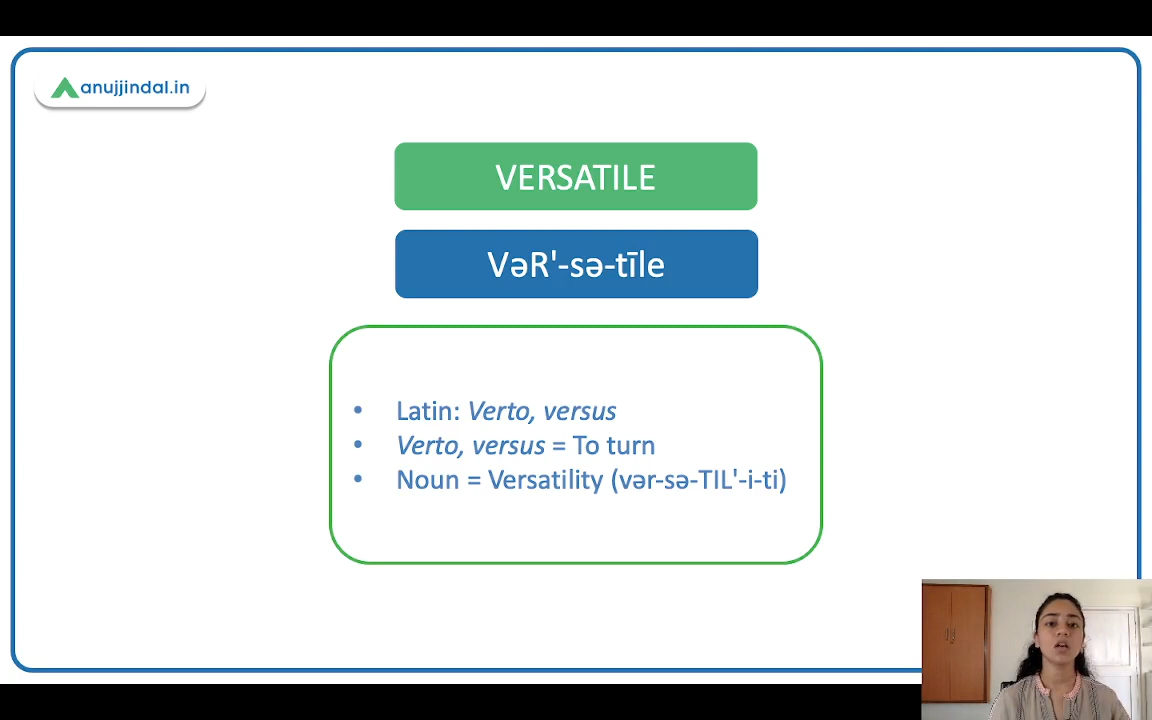 anujjindal.in
VERSATILE
VəR'-sə-tīle
• Latin: Verto, versus
• Verto, versus = To turn
• Noun = Versatility (vər-sə-TIL'-i-ti)